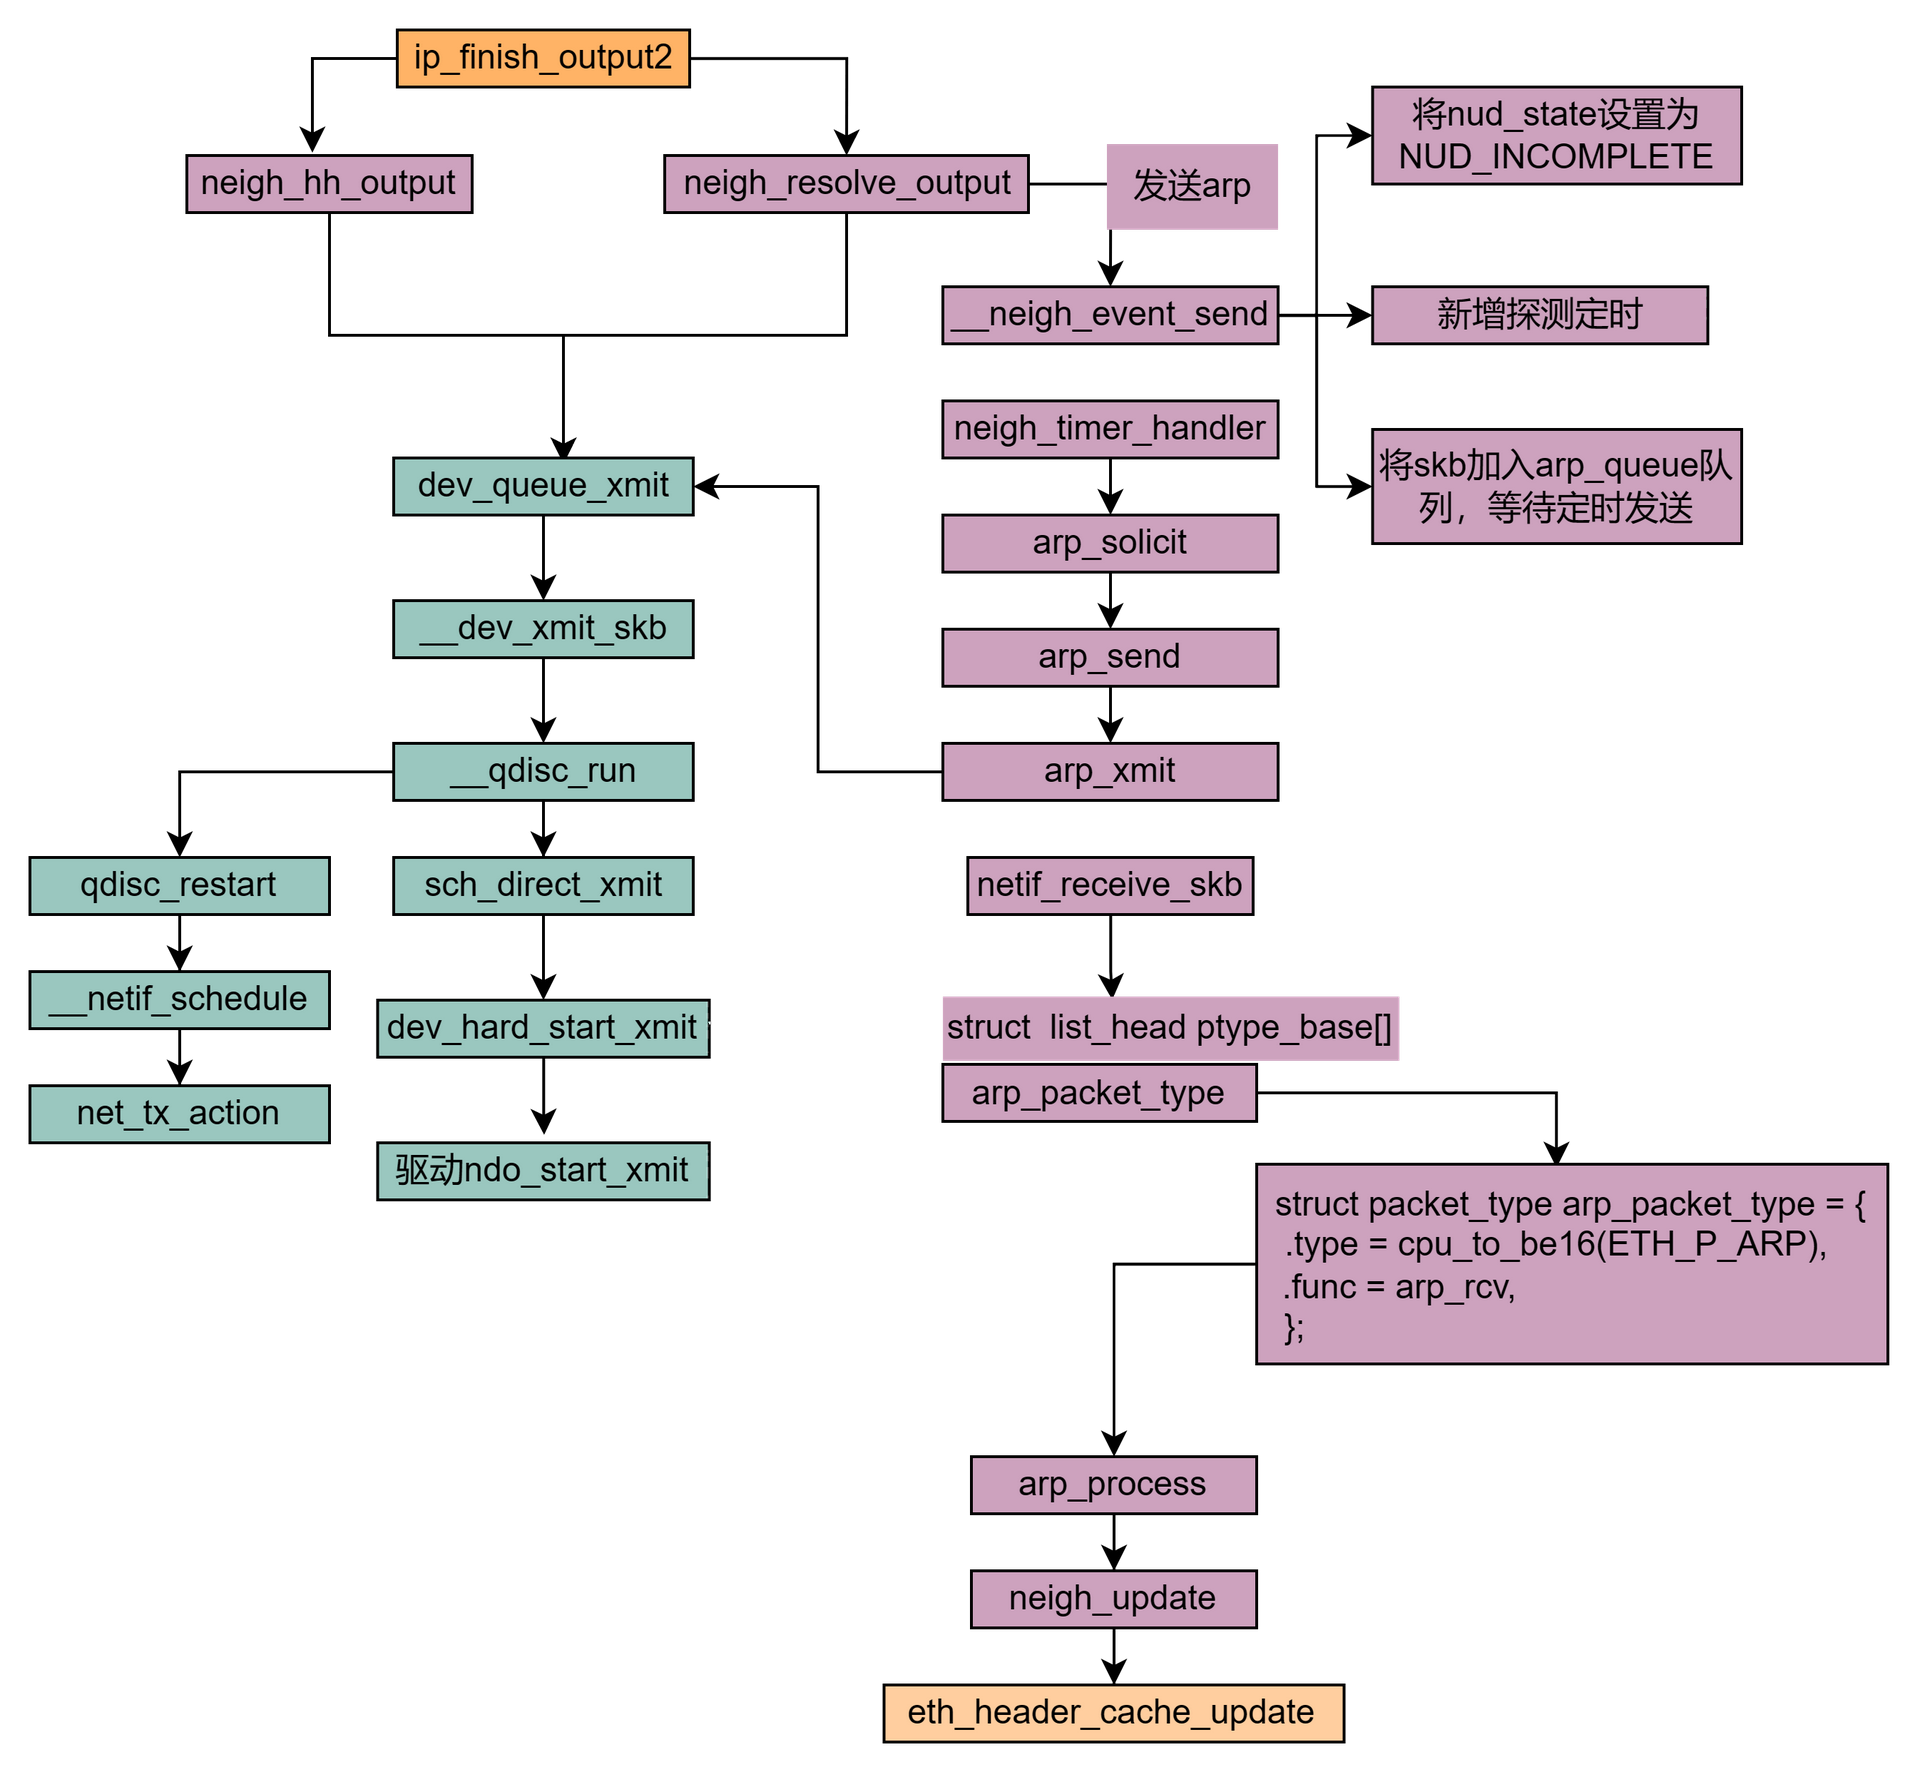 ip_finish_output2
neigh_hh_output
neigh_resolve_output
发送arp
将nud_state设置为
NUD_INCOMPLETE
__neigh_event_send
新增探测定时
将skb加入arp_queue队
列，等待定时发送
neigh_timer_handler
arp_solicit
arp_send
arp_xmit
dev_queue_xmit
__dev_xmit_skb
__qdisc_run
qdisc_restart
__netif_schedule
net_tx_action
sch_direct_xmit
dev_hard_start_xmit
驱动ndo_start_xmit
netif_receive_skb
struct  list_head ptype_base[]
arp_packet_type
struct packet_type arp_packet_type = {
.type = cpu_to_be16(ETH_P_ARP),
.func = arp_rcv,
};
arp_process
neigh_update
eth_header_cache_update